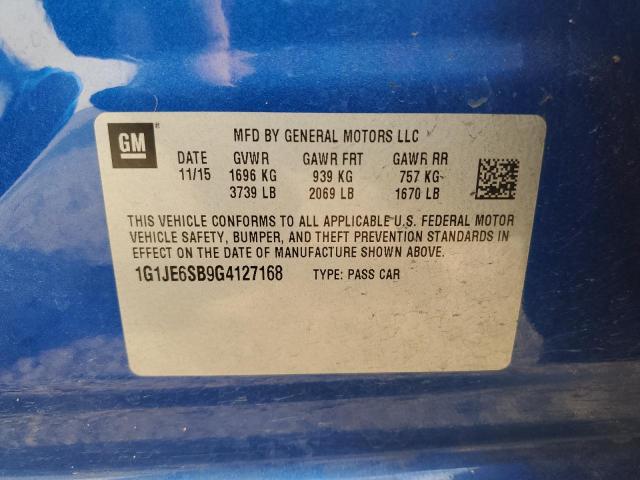 GM ® MFD BY GENERAL MOTORS LLC
DATE GVWR GAWR FRT GAWR RR
11/15 1696 KG 939 KG 757 KG
3739 LB 2069 LB 1670 LB
THIS VEHICLE CONFORMS TO ALL APPLICABLE U.S. FEDERAL MOTOR
VEHICLE SAFETY, BUMPER, AND THEFT PREVENTION STANDARDS IN
EFFECT ON THE DATE OF MANUFACTURE SHOWN ABOVE.
1G1JE6SB9G4127168 TYPE: PASS CAR